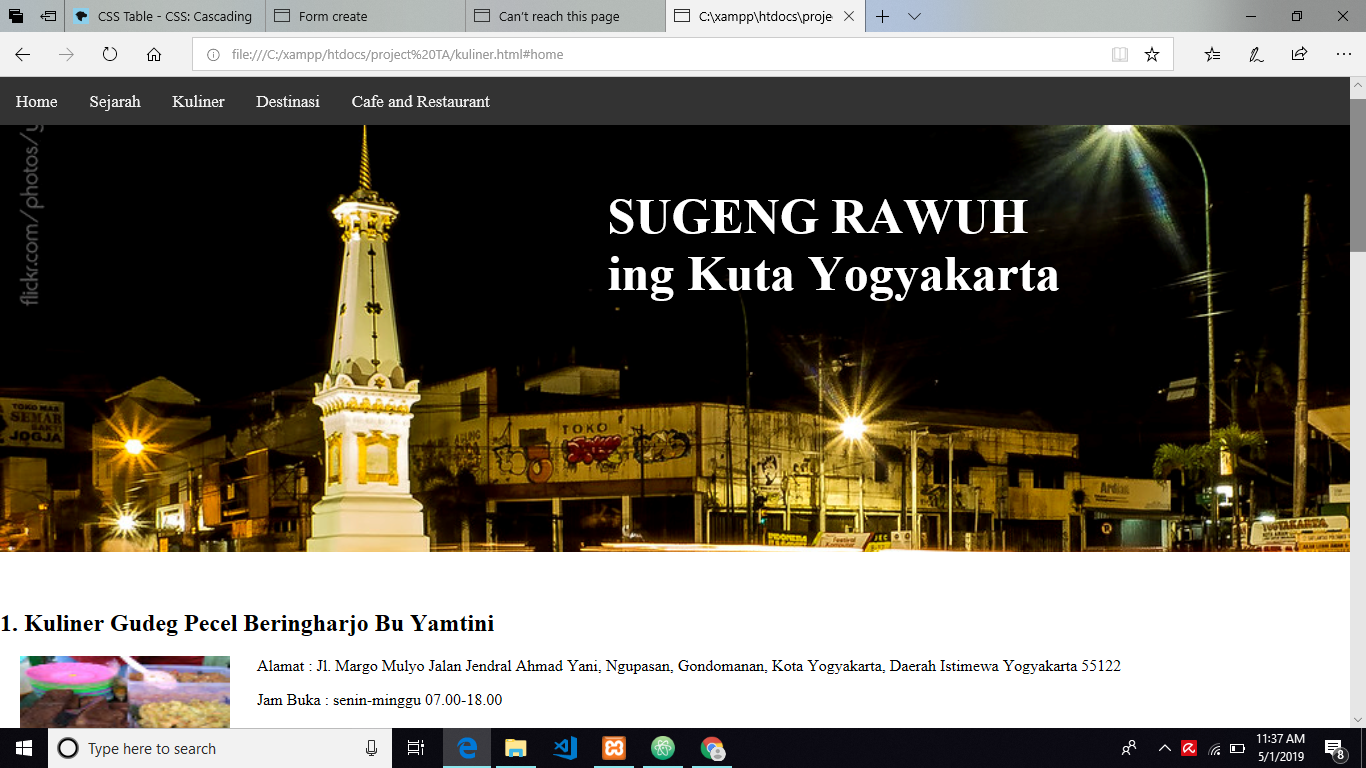 CSS Table - CSS: Cascading
Form create
Can't reach this page
C:\xampp\htdocs\proje
file:///C:/xampp/htdocs/project%20TA/kuliner.html#home
Home Sejarah Kuliner Destinasi Cafe and Restaurant
flickr.com/photos/y
SUGENG RAWUH
ing Kuta Yogyakarta
TOKO MAS
SEMAR
JOGJA
TOKO
Ardias
YOGYAKARTA
1. Kuliner Gudeg Pecel Beringharjo Bu Yamtini
Alamat : Jl. Margo Mulyo Jalan Jendral Ahmad Yani, Ngupasan, Gondomanan, Kota Yogyakarta, Daerah Istimewa Yogyakarta 55122
Jam Buka : senin-minggu 07.00-18.00
Type here to search
11:37 AM
5/1/2019
8